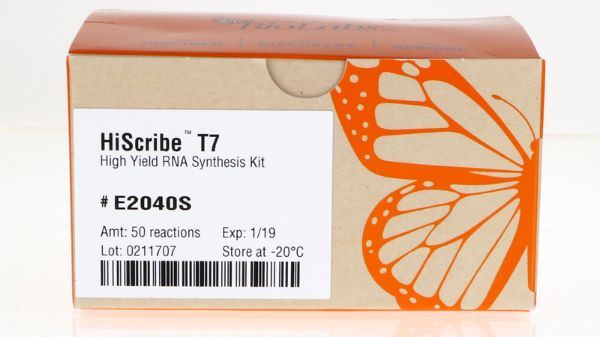 BioLabs
HiScribe™ T7
High Yield RNA Synthesis Kit
# E2040S
Amt: 50 reactions Exp: 1/19
Lot: 0211707 Store at -20°C